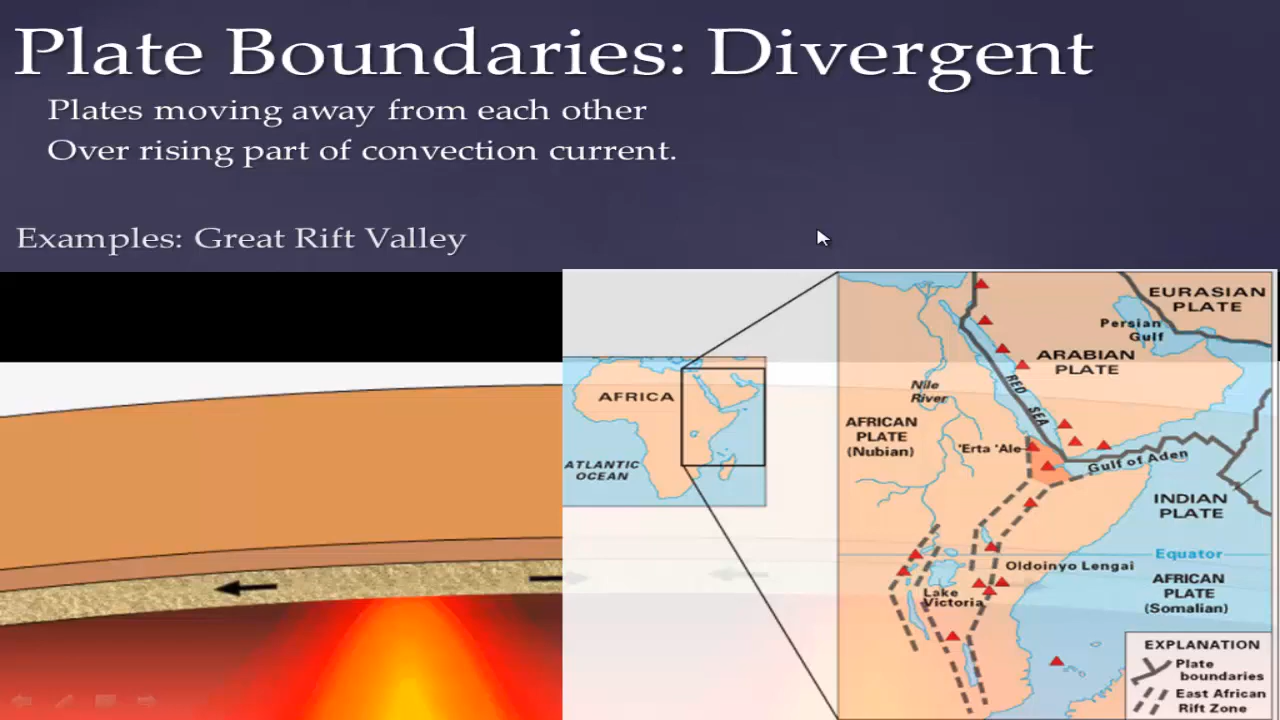 Plate Boundaries: Divergent
Plates moving away from each other
Over rising part of convection current.
Examples: Great Rift Valley
AFRICA
ATLANTIC
OCEAN
EURASIAN
PLATE
Persian
Gulf
ARABIAN
PLATE
RED SEA
Nile
River
AFRICAN
PLATE
(Nubian)
'Erta 'Ale
Gulf of Aden
INDIAN
PLATE
Equator
Oldoinyo Lengai
AFRICAN
PLATE
(Somalian)
Lake
Victoria
EXPLANATION
Plate
boundaries
East African
Rift Zone